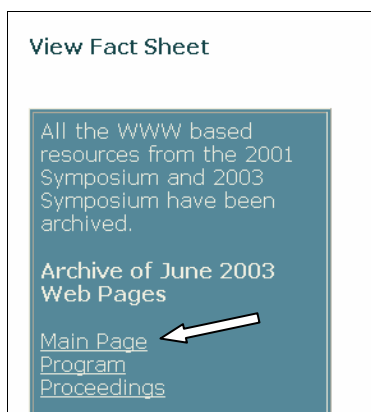 View Fact Sheet
All the WWW based
resources from the 2001
Symposium and 2003
Symposium have been
archived.
Archive of June 2003
Web Pages
Main Page
Program
Proceedings